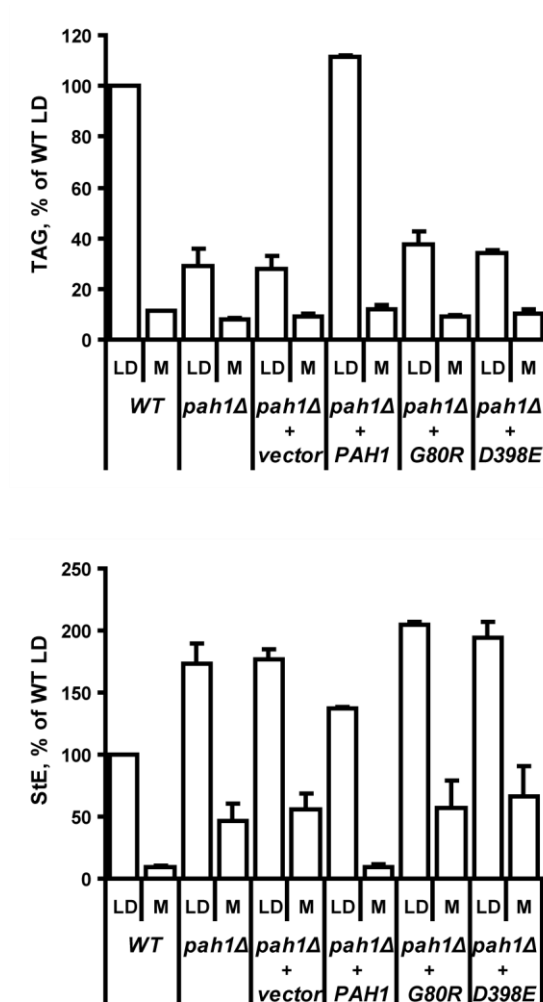 TAG, % of WT LD
120
100
80
60
40
20
0
LD M LD M LD M LD M LD M LD M
WT pah1Δ pah1Δ pah1Δ pah1Δ pah1Δ
+ + + +
vector PAH1 G80R D398E
StE, % of WT LD
250
200
150
100
50
0
LD M LD M LD M LD M LD M LD M
WT pah1Δ pah1Δ pah1Δ pah1Δ pah1Δ
+ + + +
vector PAH1 G80R D398E